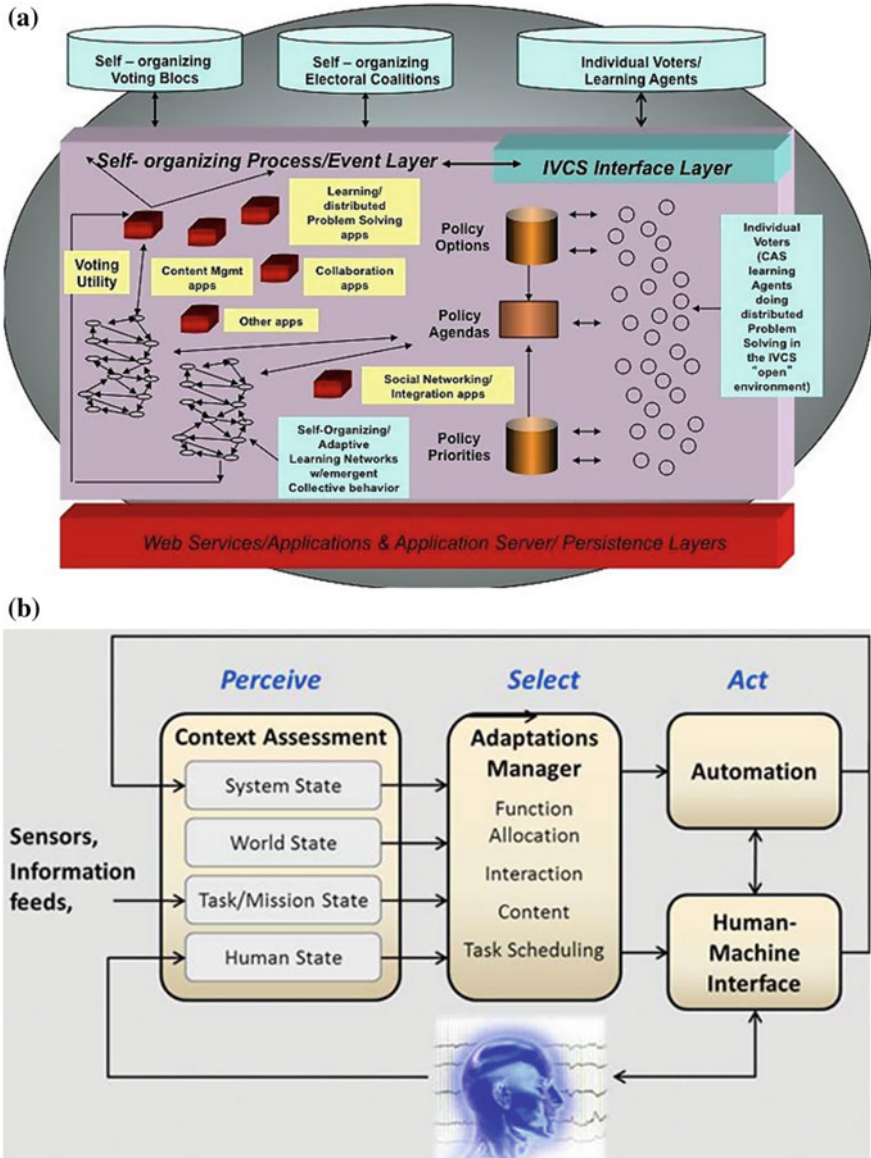 (a)
Self – organizing
Voting Blocs
Self – organizing
Electoral Coalitions
Individual Voters/
Learning Agents
Self- organizing Process/Event Layer
IVCS Interface Layer
Learning/
distributed
Problem Solving
apps
Policy
Options
Voting
Utility
Content Mgmt
apps
Collaboration
apps
Individual
Voters
(CAS
learning
Agents
doing
distributed
Problem
Solving in
the IVCS
"open"
environment)
Other apps
Policy
Agendas
Social Networking/
Integration apps
Self-Organizing/
Adaptive
Learning Networks
w/emergent
Collective behavior
Policy
Priorities
Web Services/Applications & Application Server/ Persistence Layers
(b)
Perceive
Select
Act
Context Assessment
System State
World State
Task/Mission State
Human State
Sensors,
Information
feeds,
Adaptations
Manager
Function
Allocation
Interaction
Content
Task Scheduling
Automation
Human-
Machine
Interface